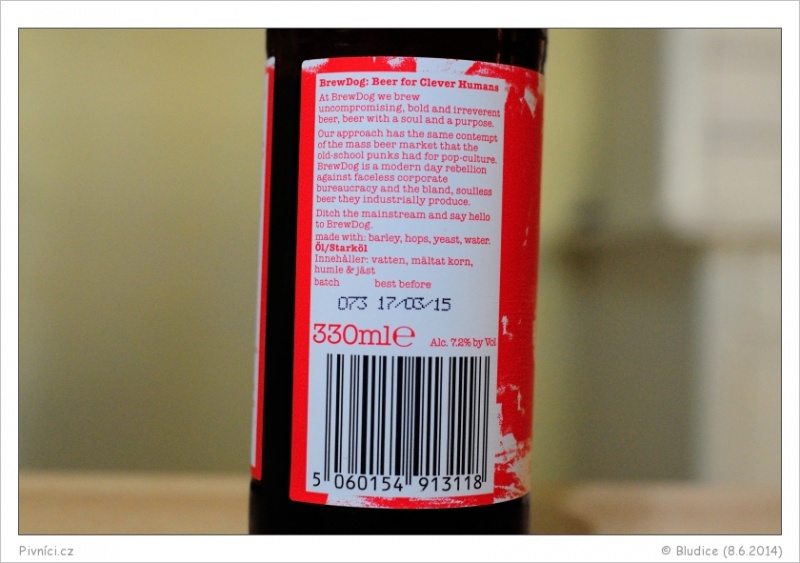 BrewDog: Beer for Clever Humans
At BrewDog we brew
uncompromising, bold and irreverent
beer, beer with a soul and a purpose.
Our approach has the same contempt
of the mass beer market that the
old-school punks had for pop-culture.
BrewDog is a modern day rebellion
against faceless corporate
bureaucracy and the bland, soulless
beer they industrially produce.
Ditch the mainstream and say hello
to BrewDog.
made with: barley, hops, yeast, water.
Öl/Starköl
Innehåller: vatten, mältat korn,
humle & jäst
batch best before
073 17/03/15
330ml℮ Alc. 7.2% by Vol
5 060154 913118
Pivníci.cz © Bludice (8.6.2014)